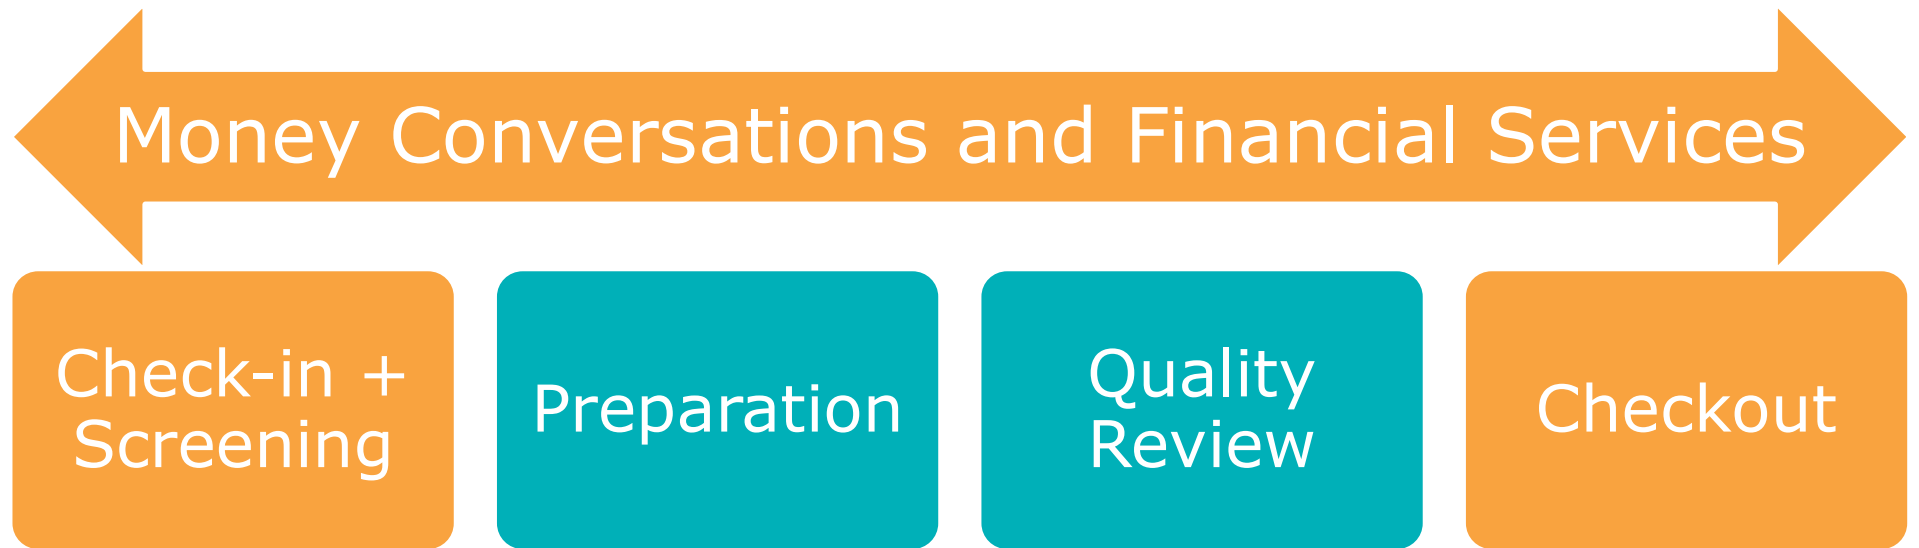 Money Conversations and Financial Services
Check-in +
Screening
Preparation
Quality
Review
Checkout